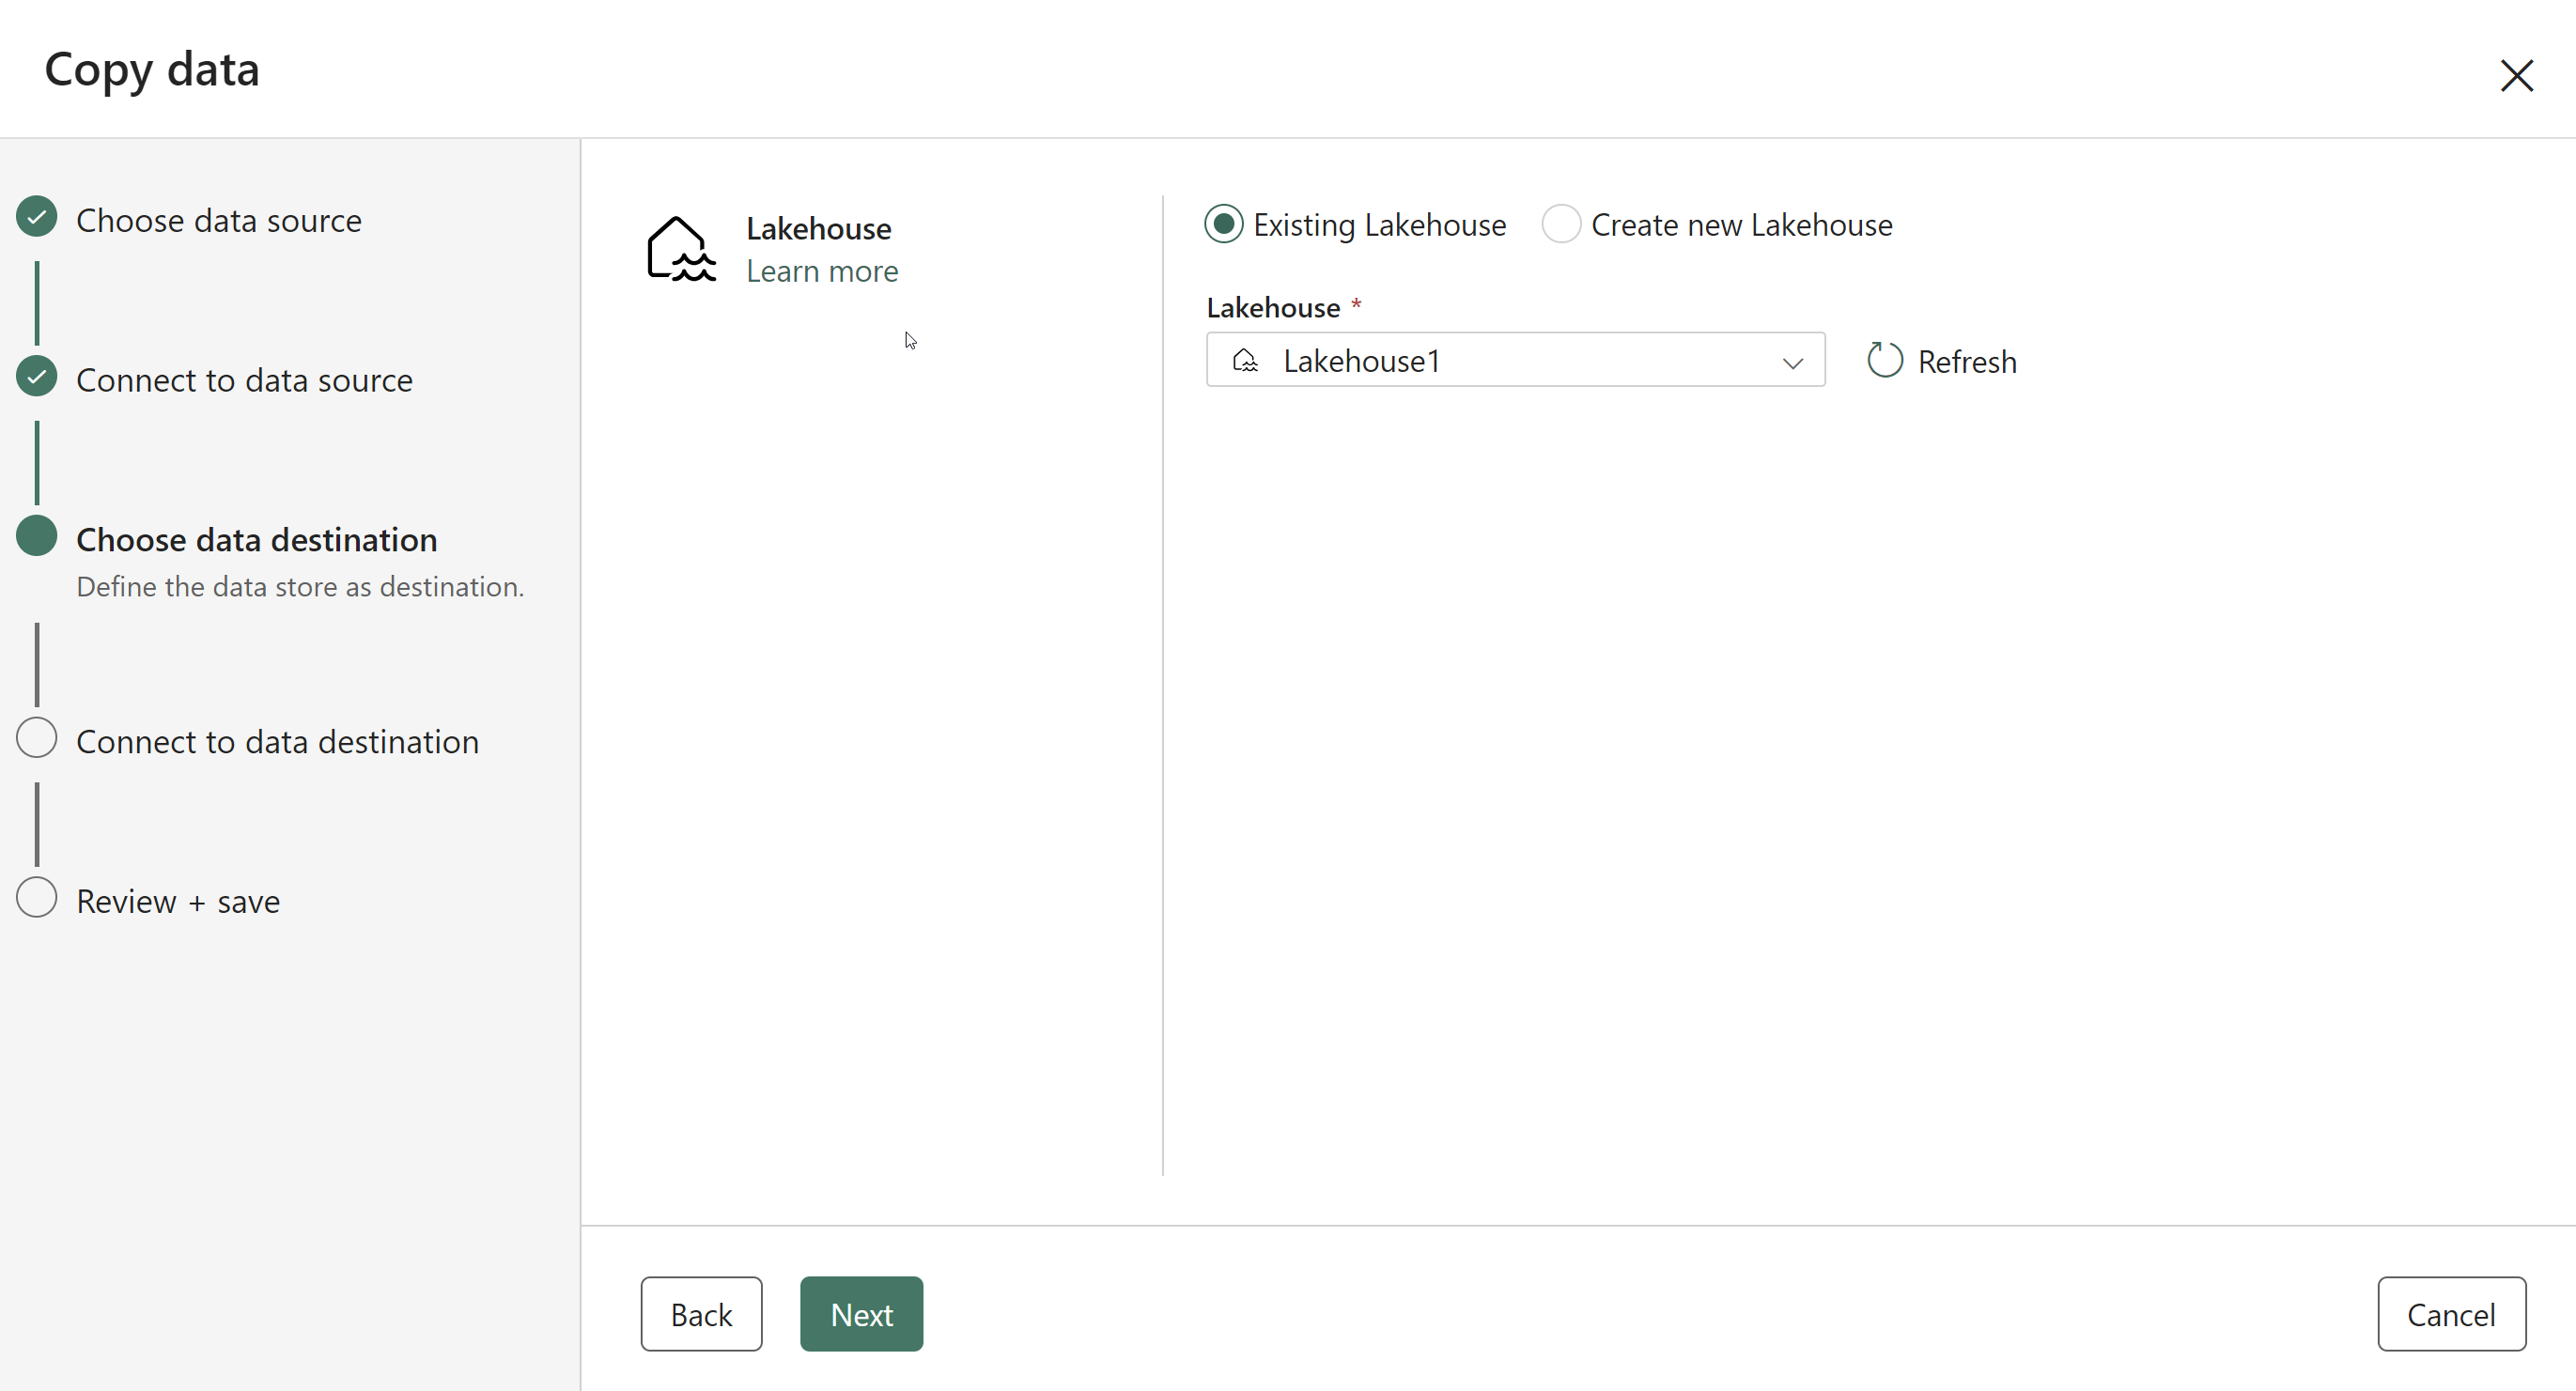 Copy data
Choose data source
Connect to data source
Choose data destination
Define the data store as destination.
Connect to data destination
Review + save
Lakehouse
Learn more
Existing Lakehouse
Create new Lakehouse
Lakehouse *
Lakehouse1
Refresh
Back
Next
Cancel